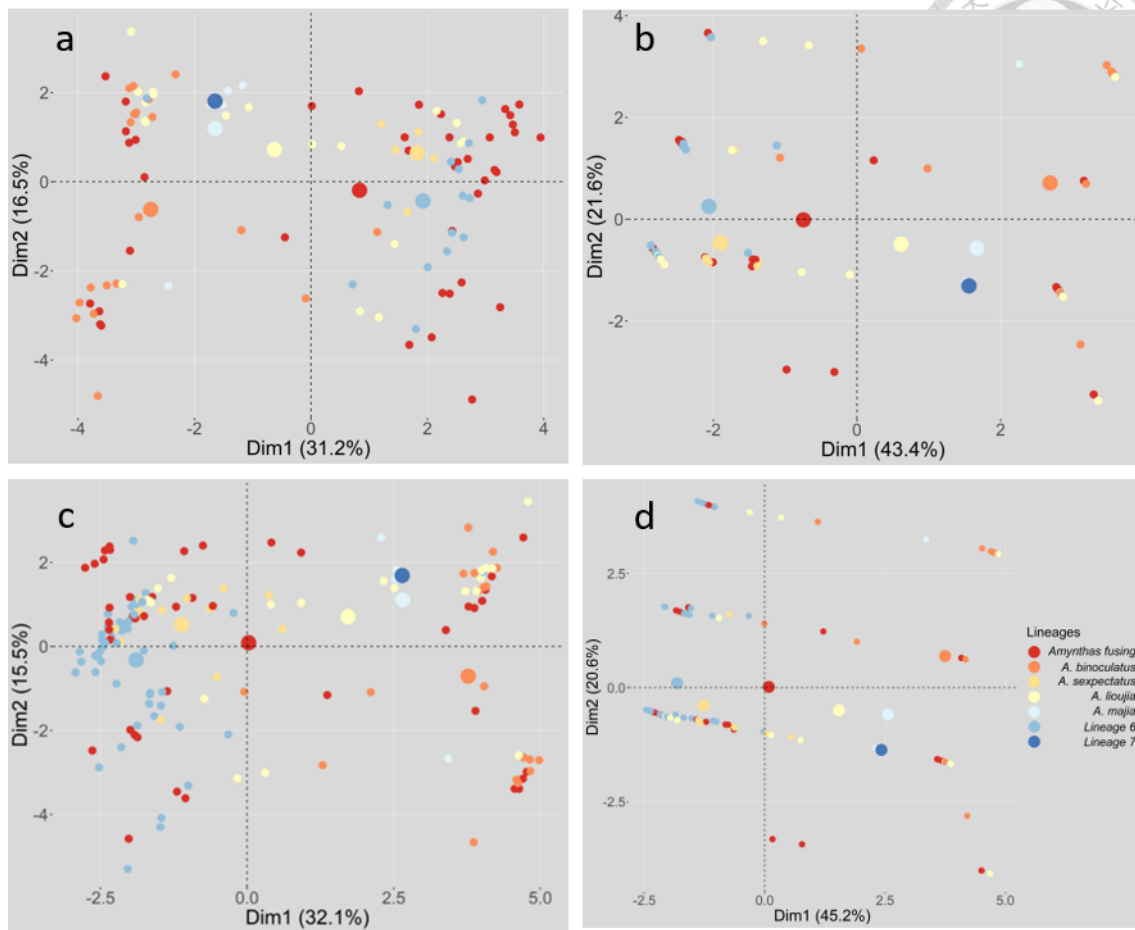 a
2
0
-2
-4
-4
-2
0
2
4
Dim2 (16.5%)
Dim1 (31.2%)
b
4
2
0
-2
-2
0
2
Dim2 (21.6%)
Dim1 (43.4%)
c
2
0
-2
-4
-2.5
0.0
2.5
5.0
Dim2 (15.5%)
Dim1 (32.1%)
d
2.5
0.0
-2.5
-2.5
0.0
2.5
5.0
Dim2 (20.6%)
Dim1 (45.2%)
Lineages
Amynthas fusing
A. binoculatus
A. sexpectatus
A. lioujia
A. majia
Lineage 6
Lineage 7